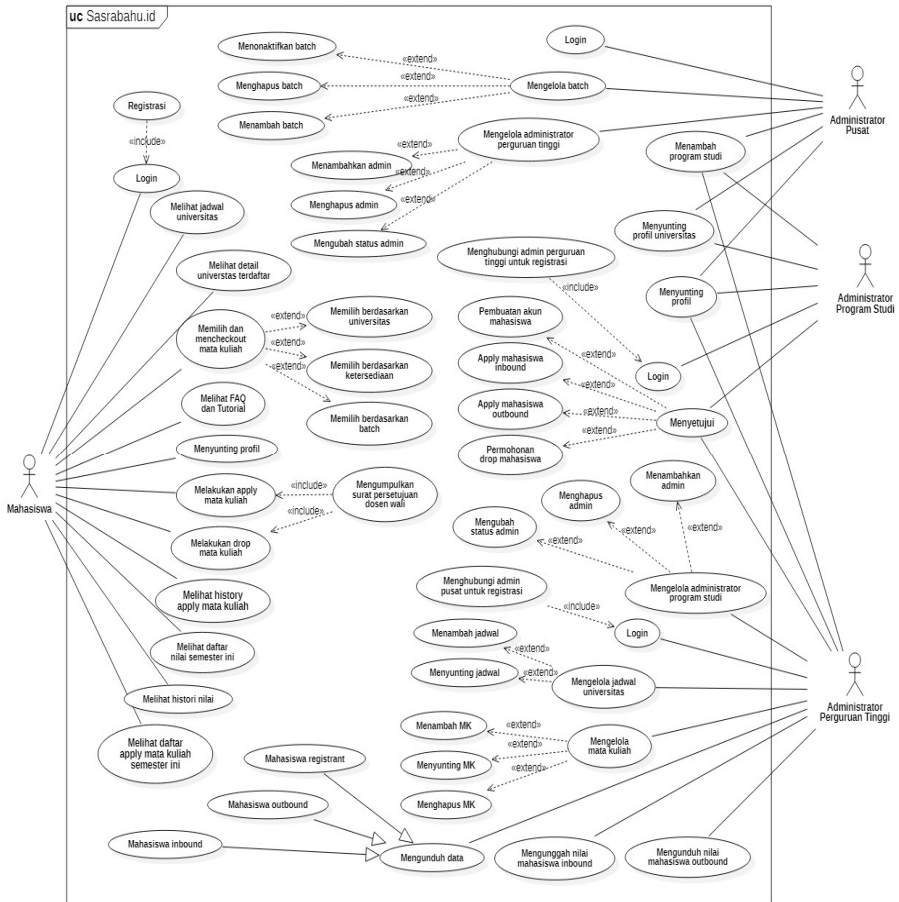 uc Sasrabahu.id
Login
Menonaktifkan batch
«extend»
Menghapus batch
«extend»
Mengelola batch
Menambah batch
«extend»
Administrator
Pusat
Registrasi
«include»
Login
Mengelola administrator
perguruan tinggi
Menambah
program studi
«extend»
Menambahkan admin
«extend»
Menghapus admin
«extend»
Mengubah status admin
Melihat jadwal
universitas
Menyunting
profil universitas
Menghubungi admin perguruan
tinggi untuk registrasi
«include»
Administrator
Program Studi
Melihat detail
universtas terdaftar
Menyunting
profil
Memilih dan
mencheckout
mata kuliah
«extend»
«extend»
«extend»
Memilih berdasarkan
universitas
Memilih berdasarkan
ketersediaan
Memilih berdasarkan
batch
Pembuatan akun
mahasiswa
Apply mahasiswa
inbound
Apply mahasiswa
outbound
Permohonan
drop mahasiswa
«extend»
«extend»
«extend»
«extend»
Login
Menyetujui
Melihat FAQ
dan Tutorial
Menyunting profil
Mahasiswa
Melakukan apply
mata kuliah
«include»
«include»
Mengumpulkan
surat persetujuan
dosen wali
Melakukan drop
mata kuliah
Menambahkan
admin
Menghapus
admin
Mengubah
status admin
«extend»
«extend»
Mengelola administrator
program studi
Melihat history
apply mata kuliah
Menghubungi admin
pusat untuk registrasi
«include»
Login
Melihat daftar
nilai semester ini
Menambah jadwal
«extend»
Menyunting jadwal
«extend»
Mengelola jadwal
universitas
Melihat histori nilai
Administrator
Perguruan Tinggi
Melihat daftar
apply mata kuliah
semester ini
Menambah MK
«extend»
Menyunting MK
«extend»
Menghapus MK
«extend»
Mengelola
mata kuliah
Mahasiswa registrant
Mahasiswa outbound
Mahasiswa inbound
Mengunduh data
Mengunggah nilai
mahasiswa inbound
Mengunduh nilai
mahasiswa outbound